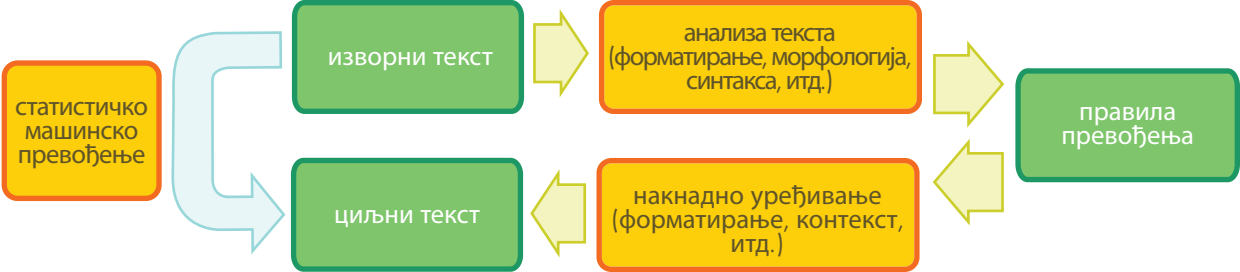 статистичко
машинско
превођење
изворни текст
анализа текста
(форматирање, морфологија,
синтакса, итд.)
правила
превођења
накнадно уређивање
(форматирање, контекст,
итд.)
циљни текст